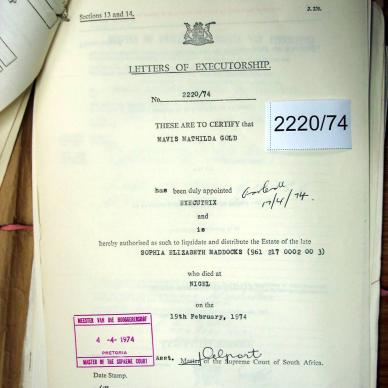 Sections 13 and 14.
J. 238.
LETTERS OF EXECUTORSHIP.
No. 2220/74
THESE ARE TO CERTIFY that
MAVIS MATHILDA GOLD
2220/74
has been duly appointed
17/4/74.
EXECUTRIX
and
is
hereby authorised as such to liquidate and distribute the Estate of the late
SOPHIA ELIZABETH MADDOCKS (961 217 0002 00 3)
who died at
NIGEL
on the
19th February, 1974
MEESTER VAN DIE HOOGGEREGSHOF
4 -4- 1974
PRETORIA
MASTER OF THE SUPREME COURT
Asst. Master of the Supreme Court of South Africa.
Date Stamp.